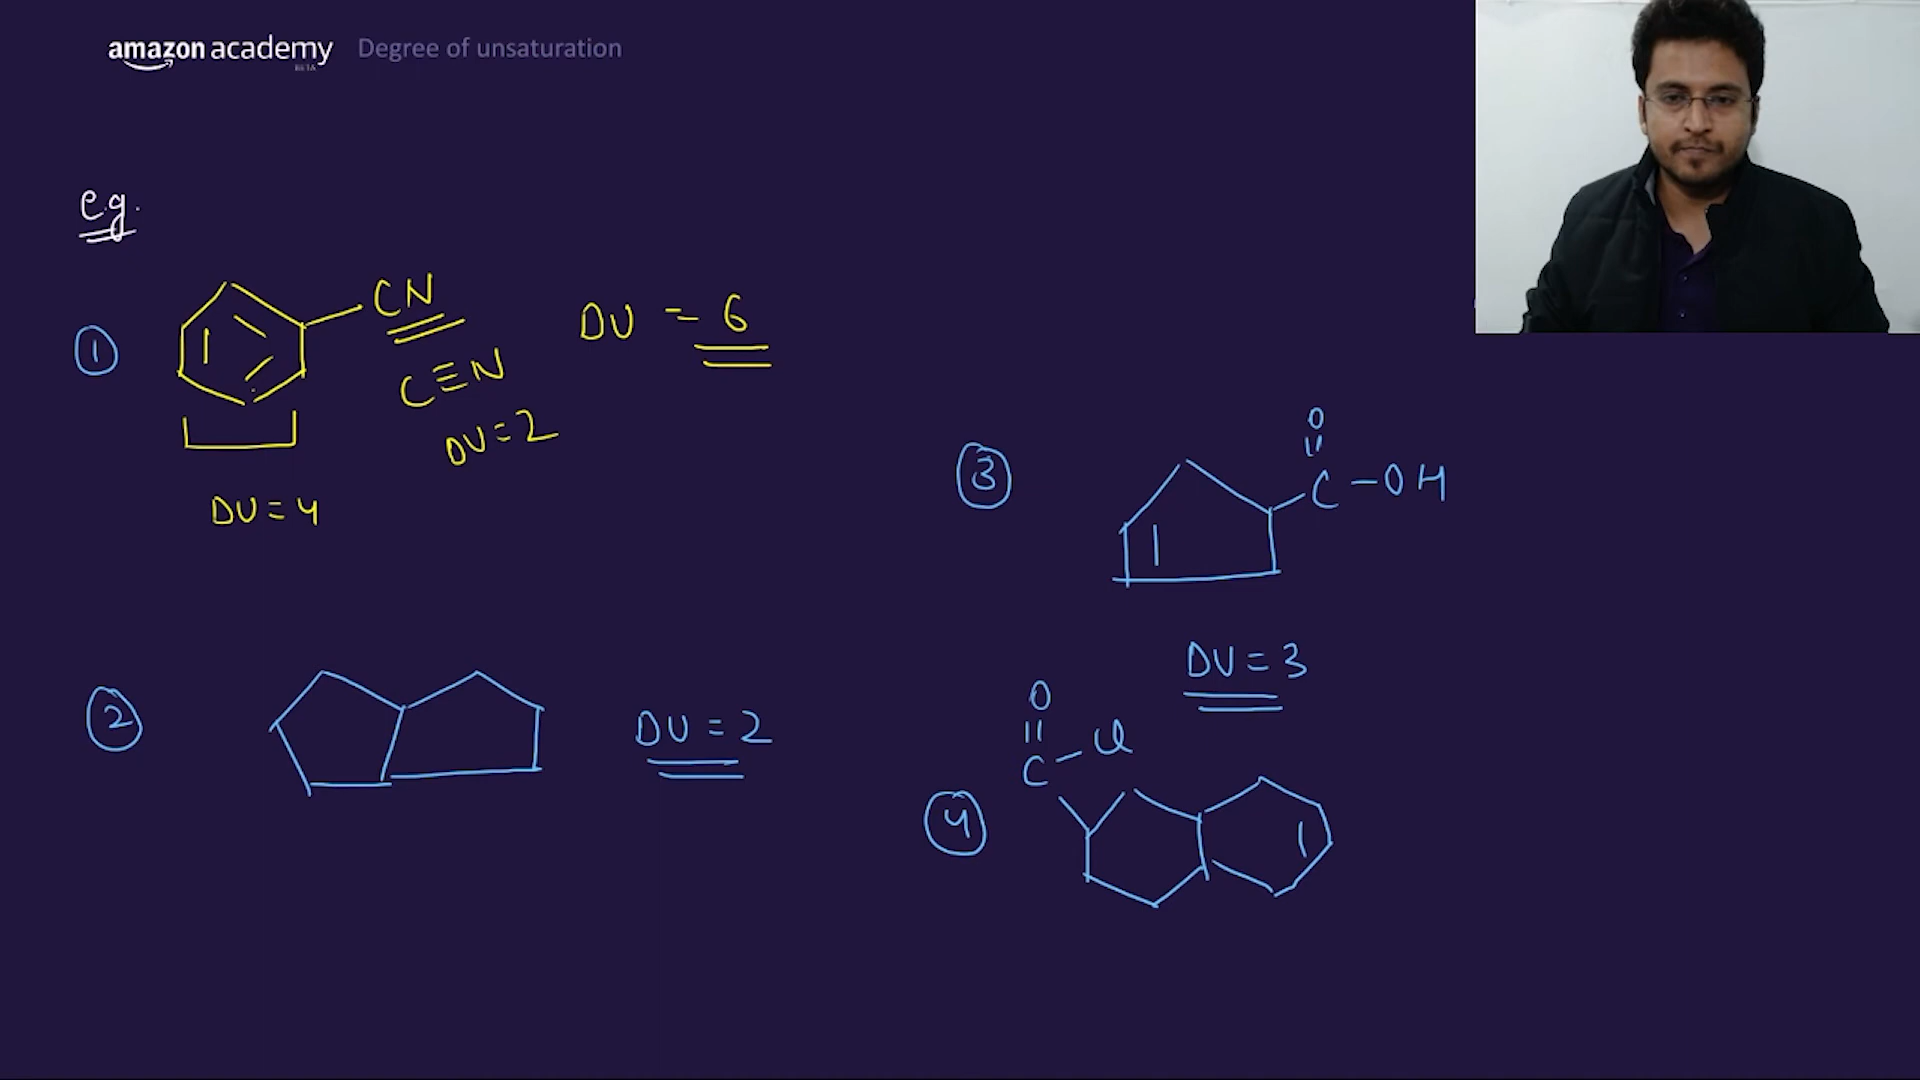 amazon academy
BETA
Degree of unsaturation
e.g.
1
CN
C≡N
DU = 2
DU = 4
DU = 6
2
DU = 2
3
O
C-OH
DU = 3
4
O
C-Cl